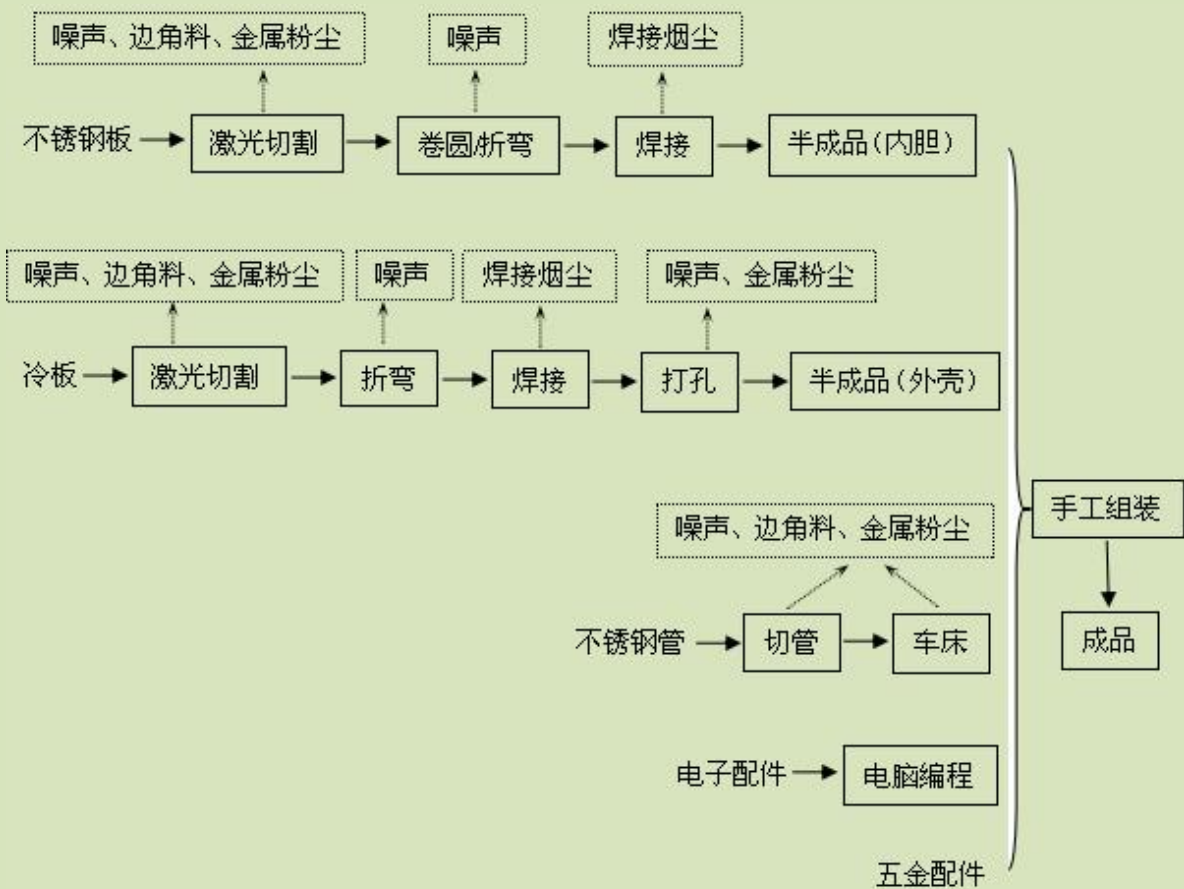 噪声、边角料、金属粉尘
噪声
焊接烟尘
不锈钢板
激光切割
卷圆/折弯
焊接
半成品(内胆)
噪声、边角料、金属粉尘
噪声
焊接烟尘
噪声、金属粉尘
冷板
激光切割
折弯
焊接
打孔
半成品(外壳)
手工组装
噪声、边角料、金属粉尘
不锈钢管
切管
车床
成品
电子配件
电脑编程
五金配件